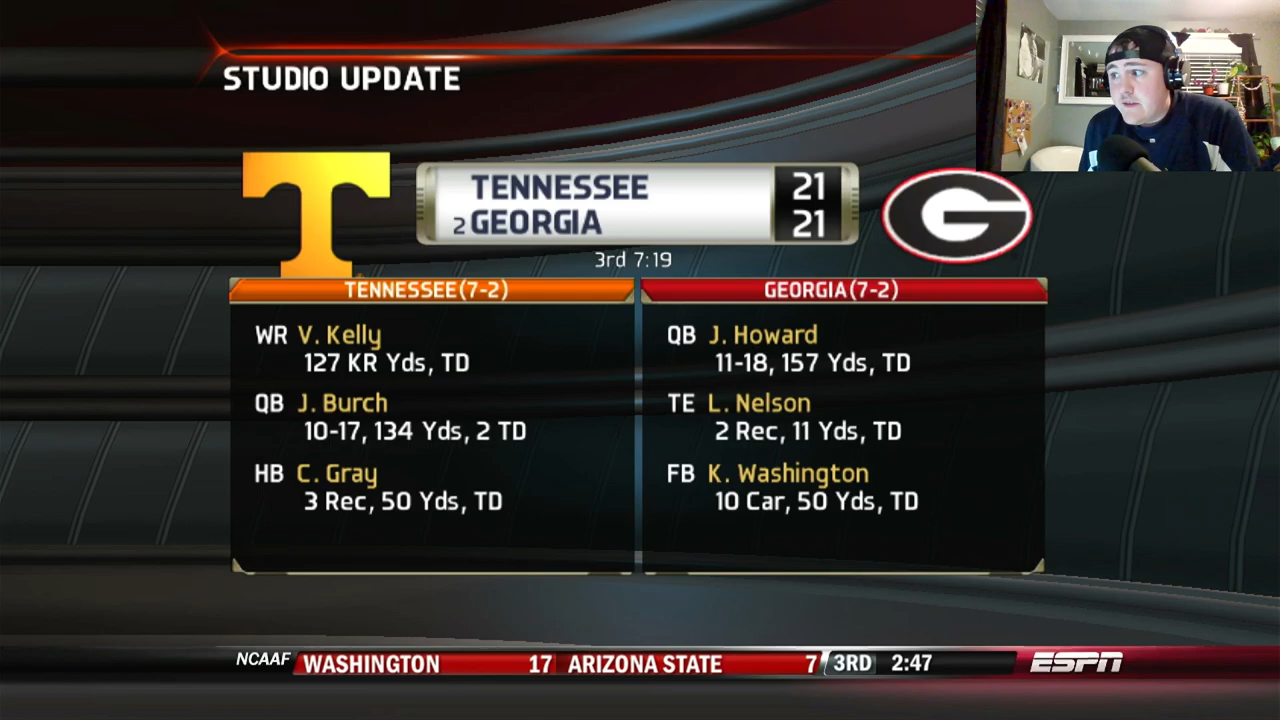 STUDIO UPDATE
T
TENNESSEE 21
2 GEORGIA 21
G
3rd 7:19
TENNESSEE (7-2)
WR V. Kelly
127 KR Yds, TD
QB J. Burch
10-17, 134 Yds, 2 TD
HB C. Gray
3 Rec, 50 Yds, TD
GEORGIA (7-2)
QB J. Howard
11-18, 157 Yds, TD
TE L. Nelson
2 Rec, 11 Yds, TD
FB K. Washington
10 Car, 50 Yds, TD
NCAAF WASHINGTON 17 ARIZONA STATE 7 3RD 2:47 ESPN